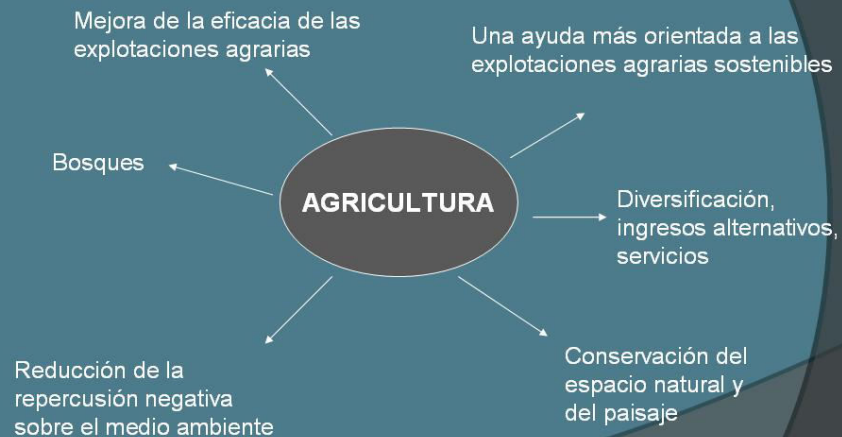 Mejora de la eficacia de las
explotaciones agrarias
Una ayuda más orientada a las
explotaciones agrarias sostenibles
Bosques
AGRICULTURA
Diversificación,
ingresos alternativos,
servicios
Reducción de la
repercusión negativa
sobre el medio ambiente
Conservación del
espacio natural y
del paisaje